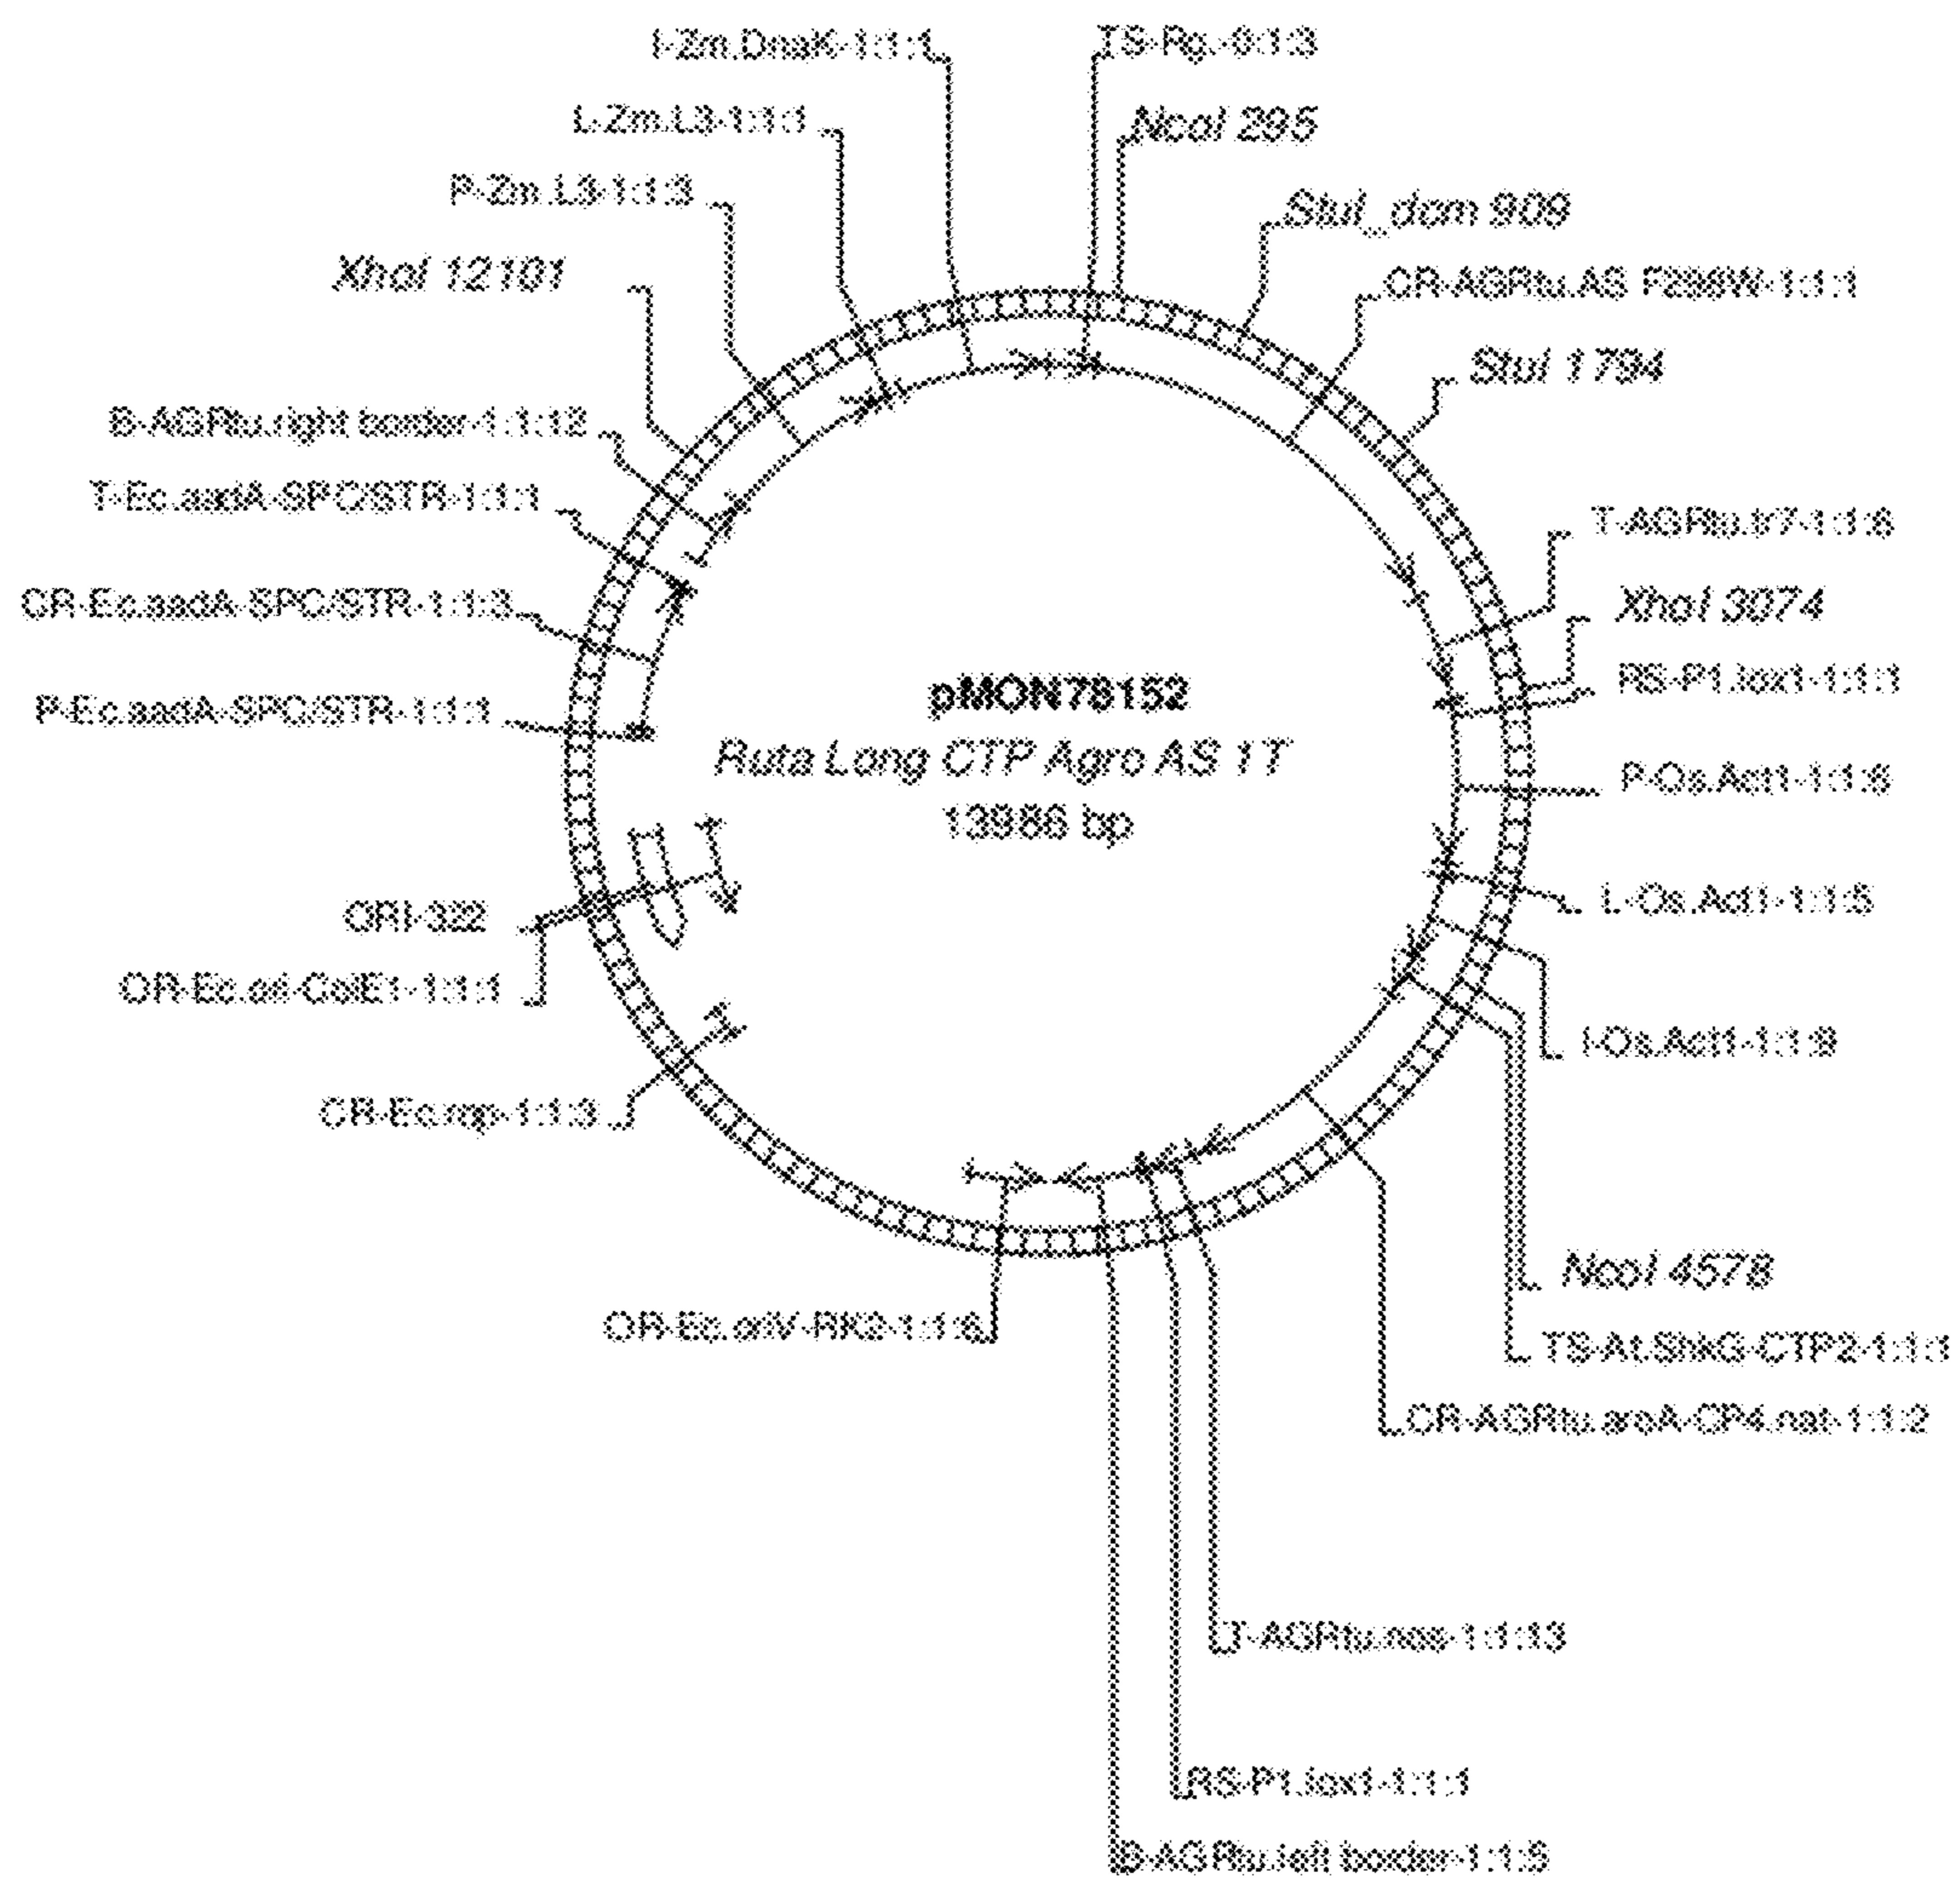 I-Zm.DnaK-1:1:1
TS-Rg.-9:1:3
L-Zm.L3-1:1:1
NcoI 295
P-Zm.L3-1:1:3
StuI_dcm 909
XhoI 12101
CR-AGRtu.AS F298W-1:1:1
StuI 1794
B-AGRtu.right border-1:1:12
T-Ec.aadA-SPC/STR-1:1:1
T-AGRtu.tr7-1:1:6
CR-Ec.aadA-SPC/STR-1:1:3
XhoI 3074
RS-P1.lox1-1:1:1
P-Ec.aadA-SPC/STR-1:1:1
pMON78152
Ruta Long CTP Agro AS 1T
13986 bp
P-Os.Act1-1:1:6
ORI-322
L-Os.Act1-1:1:5
OR-Ec.ori-ColE1-1:1:1
I-Os.Act1-1:1:9
CR-Ec.rop-1:1:3
NcoI 4578
OR-Ec.oriV-RK2-1:1:6
TS-At.ShkG-CTP2-1:1:1
CR-AGRtu.aroA-CP4.nat-1:1:2
T-AGRtu.nos-1:1:13
RS-P1.lox1-1:1:1
B-AGRtu.left border-1:1:5